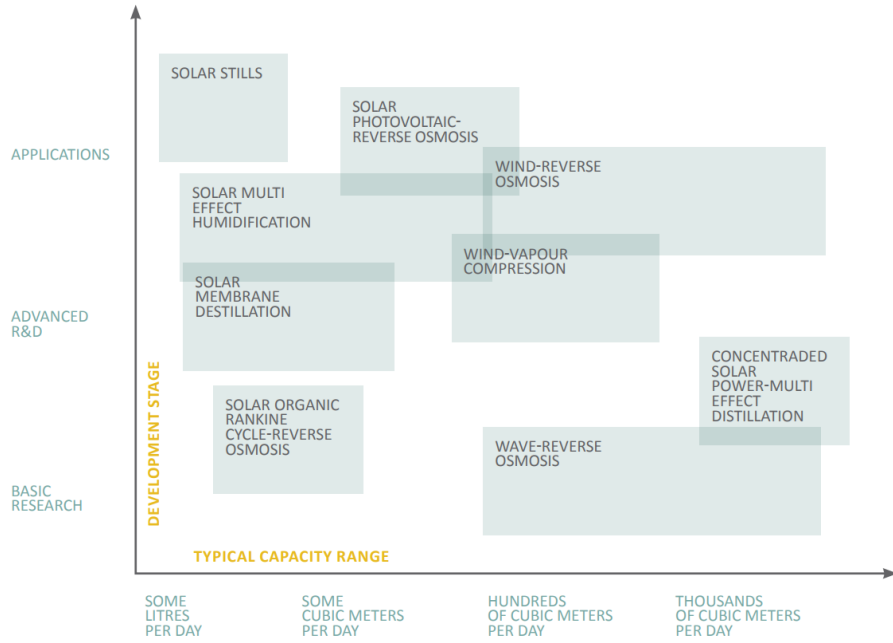 SOLAR STILLS
SOLAR
PHOTOVOLTAIC-
REVERSE OSMOSIS
APPLICATIONS
WIND-REVERSE
OSMOSIS
SOLAR MULTI
EFFECT
HUMIDIFICATION
WIND-VAPOUR
COMPRESSION
SOLAR
MEMBRANE
DESTILLATION
ADVANCED
R&D
CONCENTRADED
SOLAR
POWER-MULTI
EFFECT
DISTILLATION
SOLAR ORGANIC
RANKINE
CYCLE-REVERSE
OSMOSIS
WAVE-REVERSE
OSMOSIS
BASIC
RESEARCH
DEVELOPMENT STAGE
TYPICAL CAPACITY RANGE
SOME
LITRES
PER DAY
SOME
CUBIC METERS
PER DAY
HUNDREDS
OF CUBIC METERS
PER DAY
THOUSANDS
OF CUBIC METERS
PER DAY